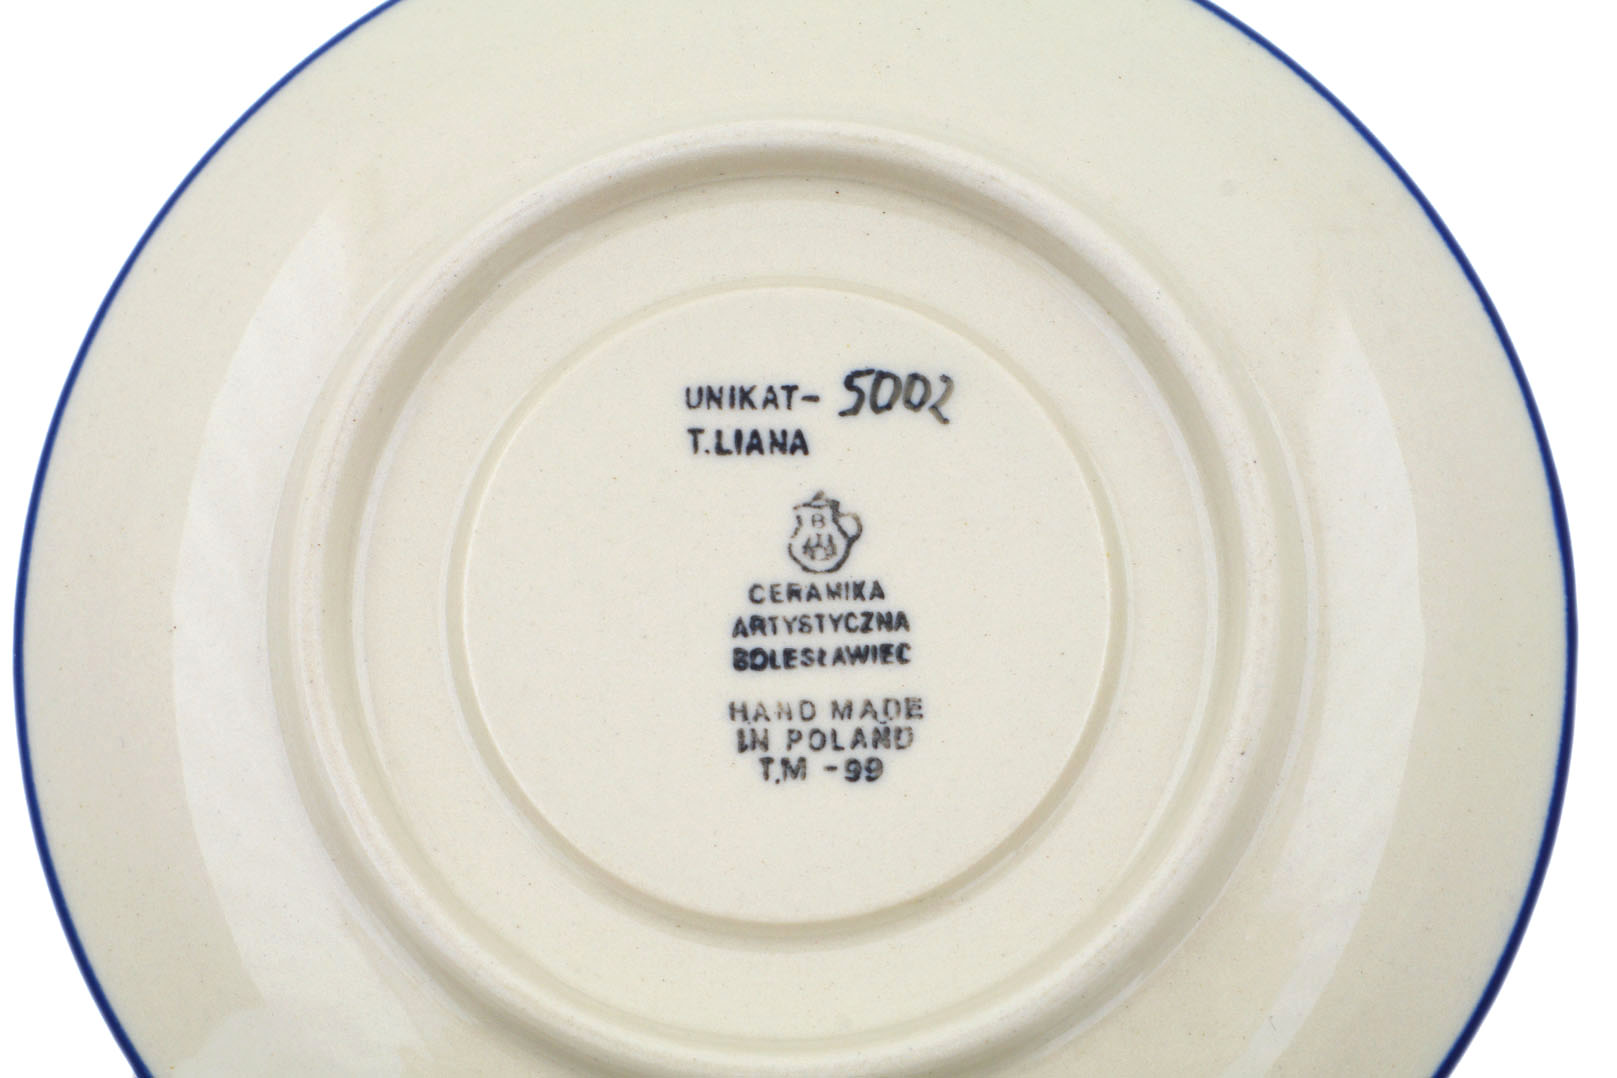 UNIKAT- 5002
T.LIANA
B
CERAMIKA
ARTYSTYCZNA
BOLESŁAWIEC
HAND MADE
IN POLAND
T.M -99